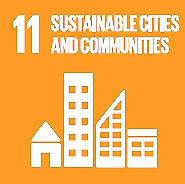 11 SUSTAINABLE CITIES
AND COMMUNITIES